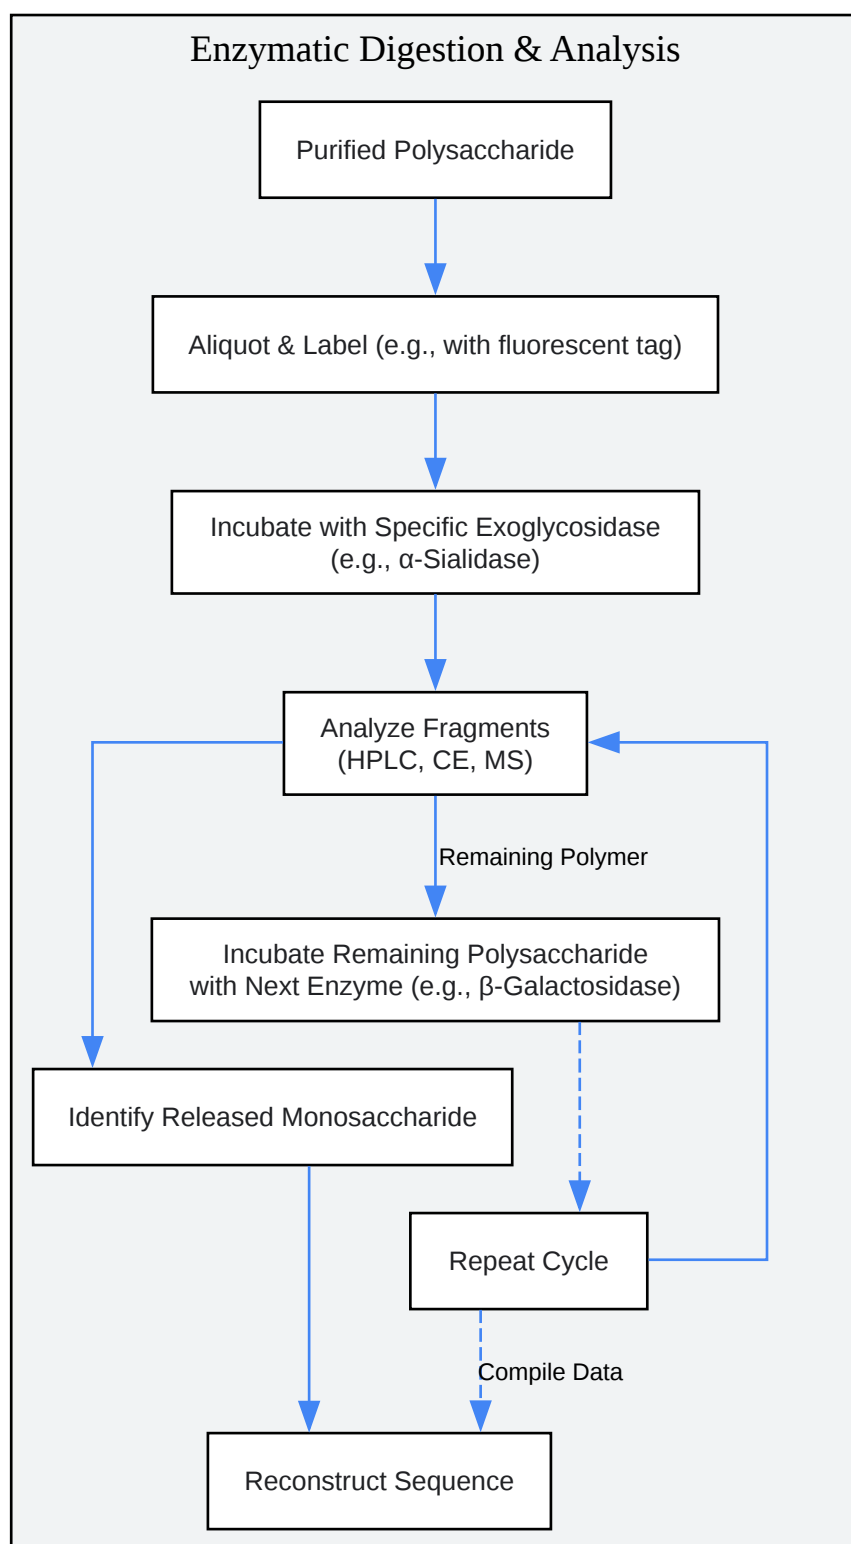 Enzymatic Digestion & Analysis
Purified Polysaccharide
Aliquot & Label (e.g., with fluorescent tag)
Incubate with Specific Exoglycosidase
(e.g., α-Sialidase)
Analyze Fragments
(HPLC, CE, MS)
Remaining Polymer
Incubate Remaining Polysaccharide
with Next Enzyme (e.g., β-Galactosidase)
Identify Released Monosaccharide
Repeat Cycle
Compile Data
Reconstruct Sequence